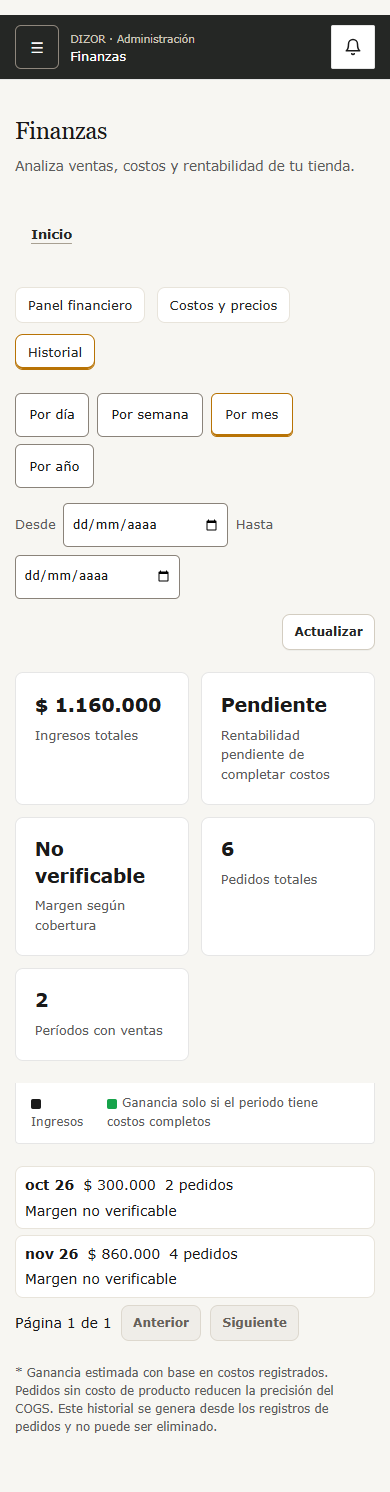 DIZOR · Administración
Finanzas
Finanzas
Analiza ventas, costos y rentabilidad de tu tienda.
Inicio
Panel financiero
Costos y precios
Historial
Por día
Por semana
Por mes
Por año
Desde dd/mm/aaaa Hasta
dd/mm/aaaa
Actualizar
$ 1.160.000
Ingresos totales
Pendiente
Rentabilidad
pendiente de
completar costos
No
verificable
Margen según
cobertura
6
Pedidos totales
2
Períodos con ventas
Ingresos
Ganancia solo si el periodo tiene
costos completos
oct 26 $ 300.000 2 pedidos
Margen no verificable
nov 26 $ 860.000 4 pedidos
Margen no verificable
Página 1 de 1 Anterior Siguiente
* Ganancia estimada con base en costos registrados.
Pedidos sin costo de producto reducen la precisión del
COGS. Este historial se genera desde los registros de
pedidos y no puede ser eliminado.